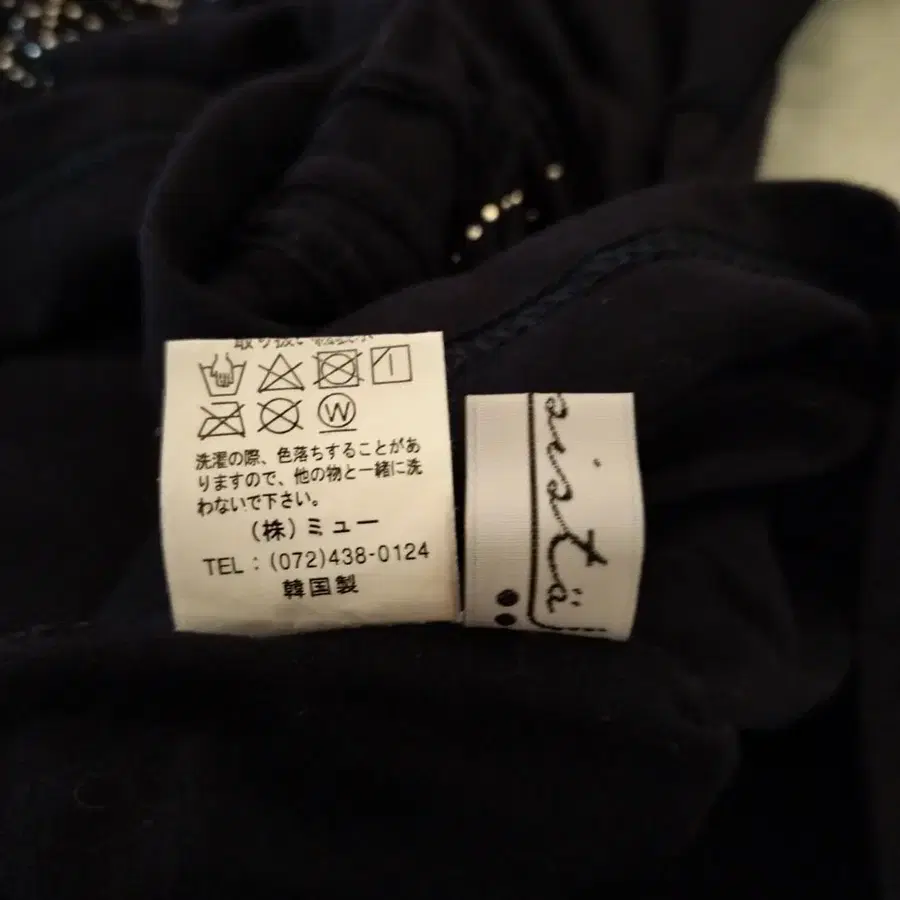 洗濯の際、色落ちすることがあ
りますので、他の物と一緒に洗
わないで下さい。
(株)ミュー
TEL:(072)438-0124
韓国製